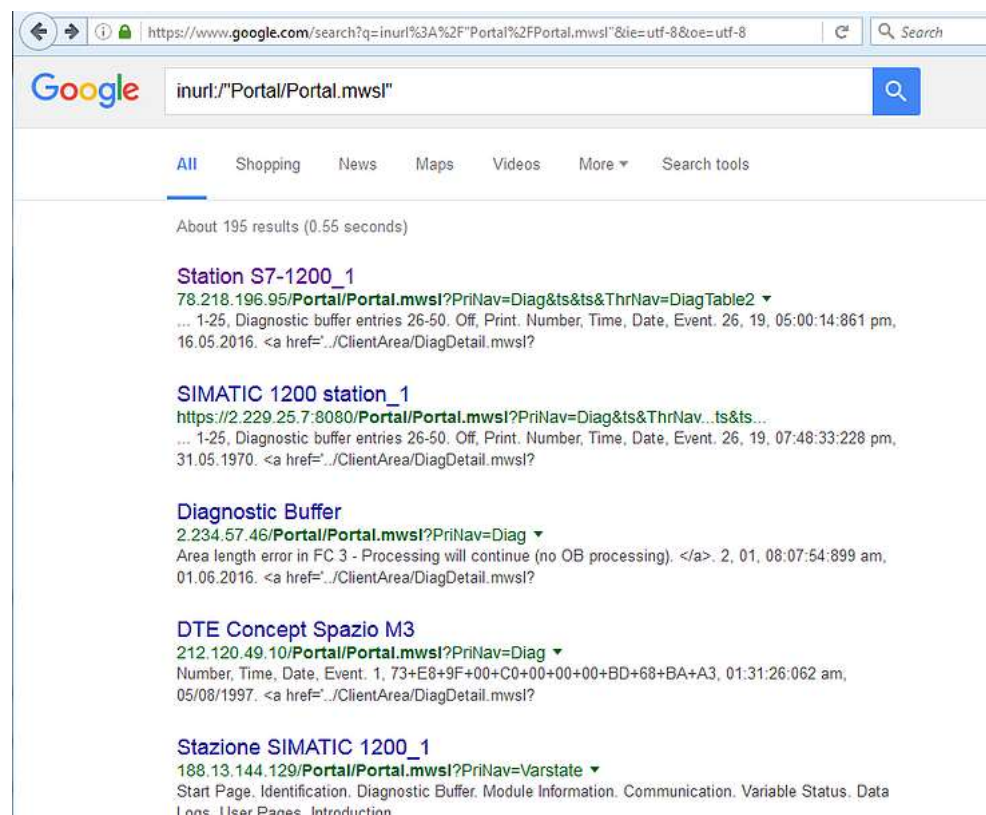 https://www.google.com/search?q=inurl%3A%2F"Portal%2FPortal.mwsl"&ie=utf-8&oe=utf-8
Search
Google
inurl:/"Portal/Portal.mwsl"
All Shopping News Maps Videos More Search tools
About 195 results (0.55 seconds)
Station S7-1200_1
78.218.196.95/Portal/Portal.mwsl?PriNav=Diag&ts&ts&ThrNav=DiagTable2
... 1-25, Diagnostic buffer entries 26-50. Off, Print. Number, Time, Date, Event. 26, 19, 05:00:14:861 pm,
16.05.2016. <a href='../ClientArea/DiagDetail.mwsl?
SIMATIC 1200 station_1
https://2.229.25.7:8080/Portal/Portal.mwsl?PriNav=Diag&ts&ThrNav...ts&ts...
... 1-25, Diagnostic buffer entries 26-50. Off, Print. Number, Time, Date, Event. 26, 19, 07:48:33:228 pm,
31.05.1970. <a href='../ClientArea/DiagDetail.mwsl?
Diagnostic Buffer
2.234.57.46/Portal/Portal.mwsl?PriNav=Diag
Area length error in FC 3 - Processing will continue (no OB processing). </a>. 2, 01, 08:07:54:899 am,
01.06.2016. <a href='../ClientArea/DiagDetail.mwsl?
DTE Concept Spazio M3
212.120.49.10/Portal/Portal.mwsl?PriNav=Diag
Number, Time, Date, Event. 1, 73+E8+9F+00+C0+00+00+00+BD+68+BA+A3, 01:31:26:062 am,
05/08/1997. <a href='../ClientArea/DiagDetail.mwsl?
Stazione SIMATIC 1200_1
188.13.144.129/Portal/Portal.mwsl?PriNav=Varstate
Start Page. Identification. Diagnostic Buffer. Module Information. Communication. Variable Status. Data
Logs. User Pages. Introduction